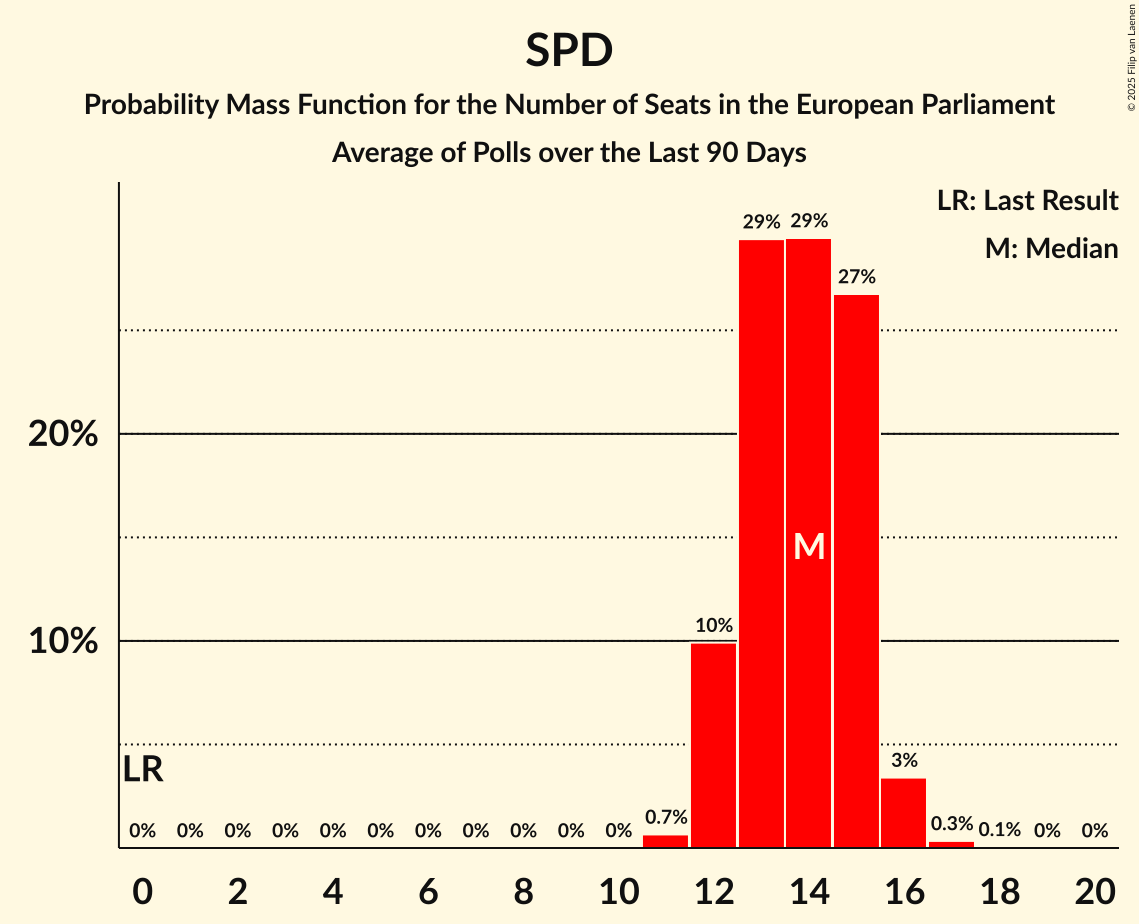 SPD
Probability Mass Function for the Number of Seats in the European Parliament
Average of Polls over the Last 90 Days
© 2025 Filip van Laenen
LR: Last Result
M: Median
29% 29%
27%
20%
M
10%
10%
LR
3%
0% 0% 0% 0% 0% 0% 0% 0% 0% 0% 0% 0.7% 0.3% 0.1% 0% 0%
0 2 4 6 8 10 12 14 16 18 20